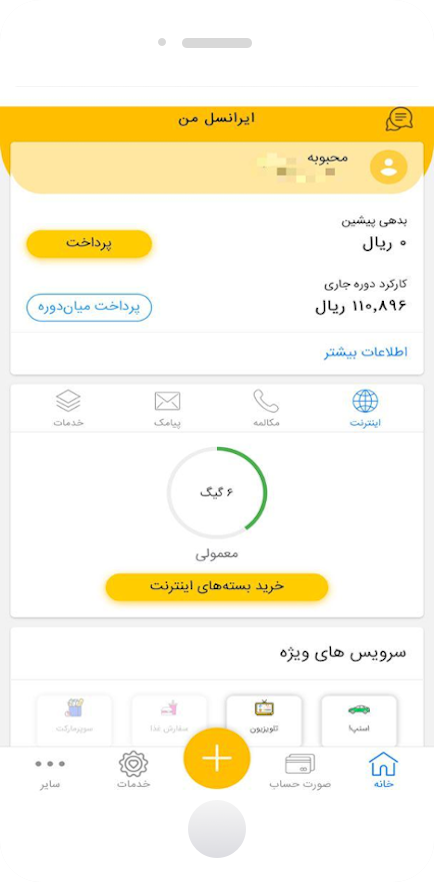 ایرانسل من
محبوبه
بدهی پیشین
۰ ریال
پرداخت
کارکرد دوره جاری
۱۱۰,۸۹۶ ریال
پرداخت میان‌دوره
اطلاعات بیشتر
اینترنت مکالمه پیامک خدمات
۶ گیگ
معمولی
خرید بسته‌های اینترنت
سرویس های ویژه
اسنپ! تلویزیون سفارش غذا سوپرمارکت
خانه صورت حساب خدمات سایر